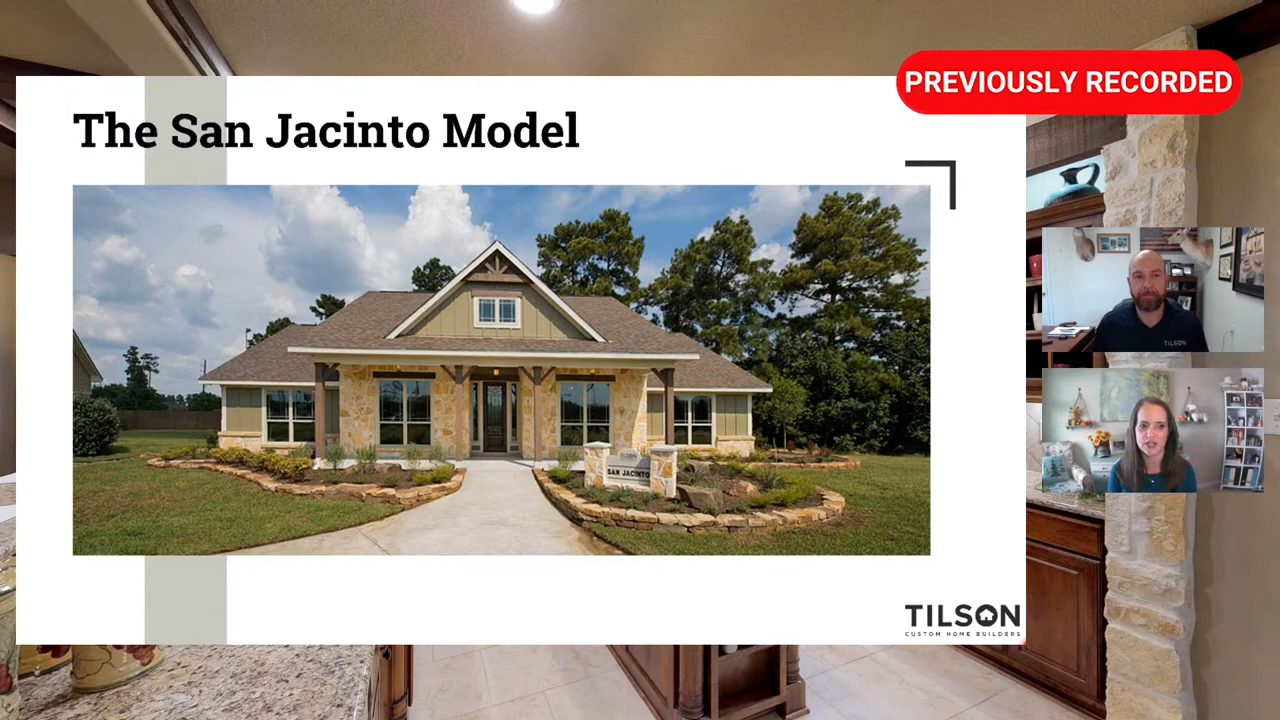 PREVIOUSLY RECORDED
The San Jacinto Model
SAN JACINTO
TILSON
TILSON
CUSTOM HOME BUILDERS